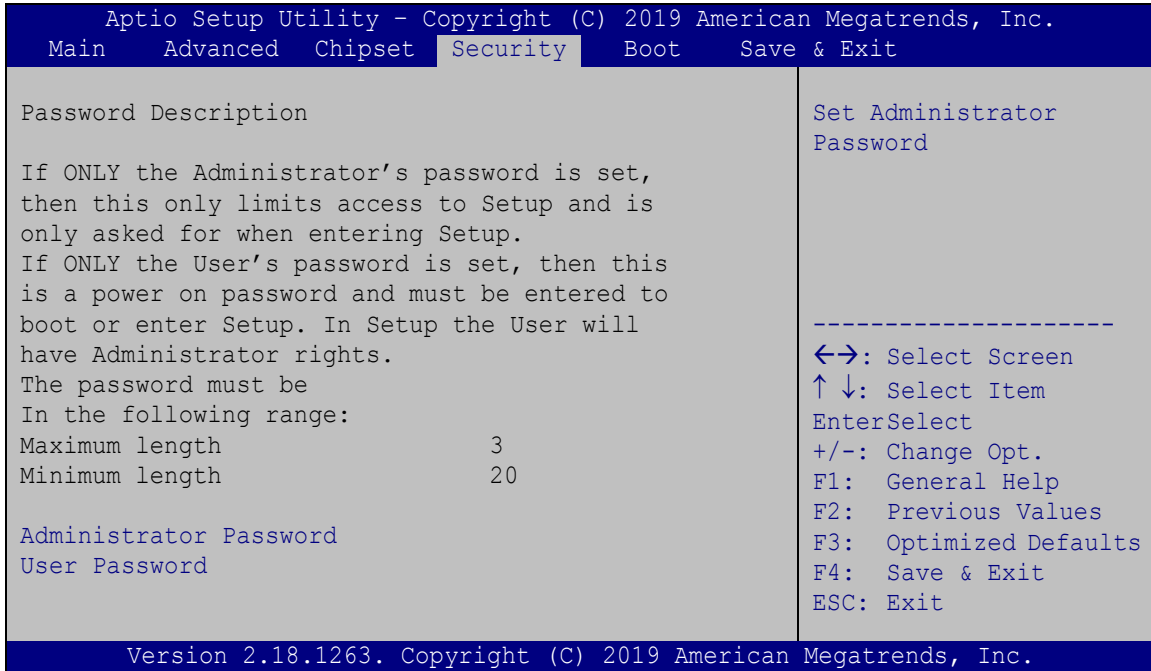 Aptio Setup Utility – Copyright (C) 2019 American Megatrends, Inc.
Main Advanced Chipset Security Boot Save & Exit
Password Description
If ONLY the Administrator’s password is set,
then this only limits access to Setup and is
only asked for when entering Setup.
If ONLY the User’s password is set, then this
is a power on password and must be entered to
boot or enter Setup. In Setup the User will
have Administrator rights.
The password must be
In the following range:
Maximum length 3
Minimum length 20
Administrator Password
User Password
Set Administrator
Password
---------------------
←→: Select Screen
↑ ↓: Select Item
EnterSelect
+/-: Change Opt.
F1: General Help
F2: Previous Values
F3: Optimized Defaults
F4: Save & Exit
ESC: Exit
Version 2.18.1263. Copyright (C) 2019 American Megatrends, Inc.